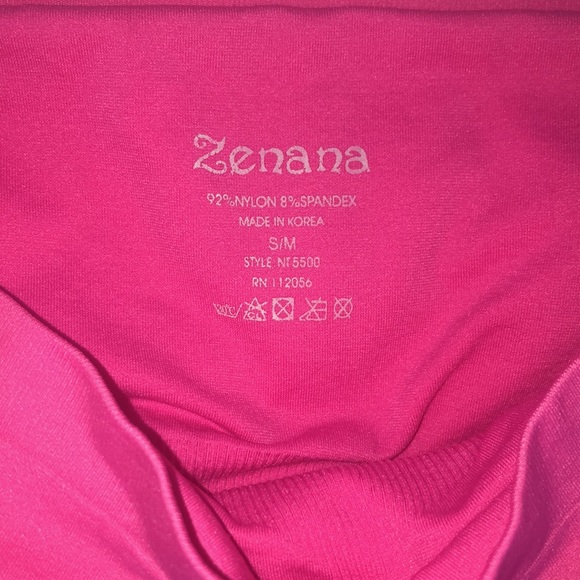 Zenana
92%NYLON 8%SPANDEX
MADE IN KOREA
S/M
STYLE NT5500
RN 112056